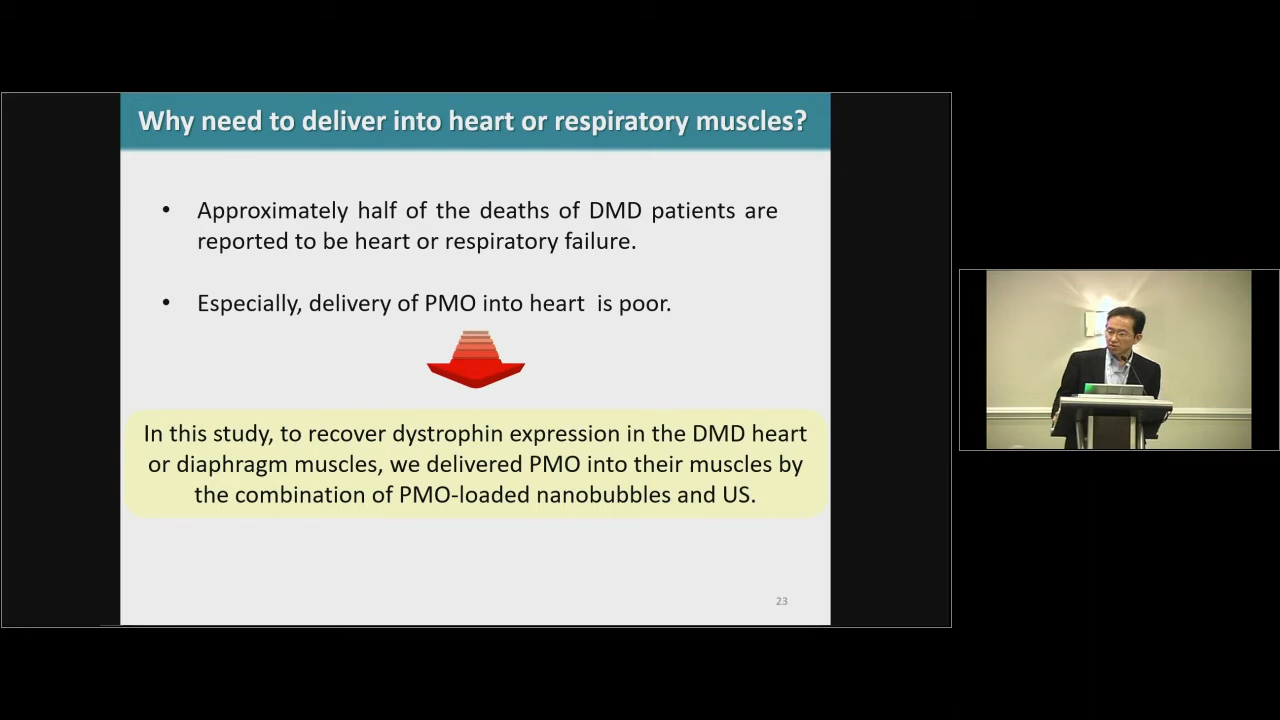 Why need to deliver into heart or respiratory muscles?
• Approximately half of the deaths of DMD patients are
reported to be heart or respiratory failure.
• Especially, delivery of PMO into heart is poor.
In this study, to recover dystrophin expression in the DMD heart
or diaphragm muscles, we delivered PMO into their muscles by
the combination of PMO-loaded nanobubbles and US.
23